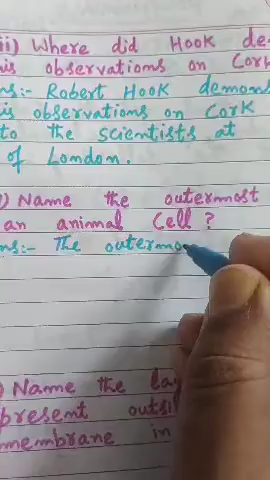 ii) Where did Hook de
is observations on Cork
ns:- Robert Hook demons
is observations on Cork
to the scientists at
of London.
) Name the outermost
an animal Cell?
ns:- The outermo
) Name the la
present outsi
membrane in